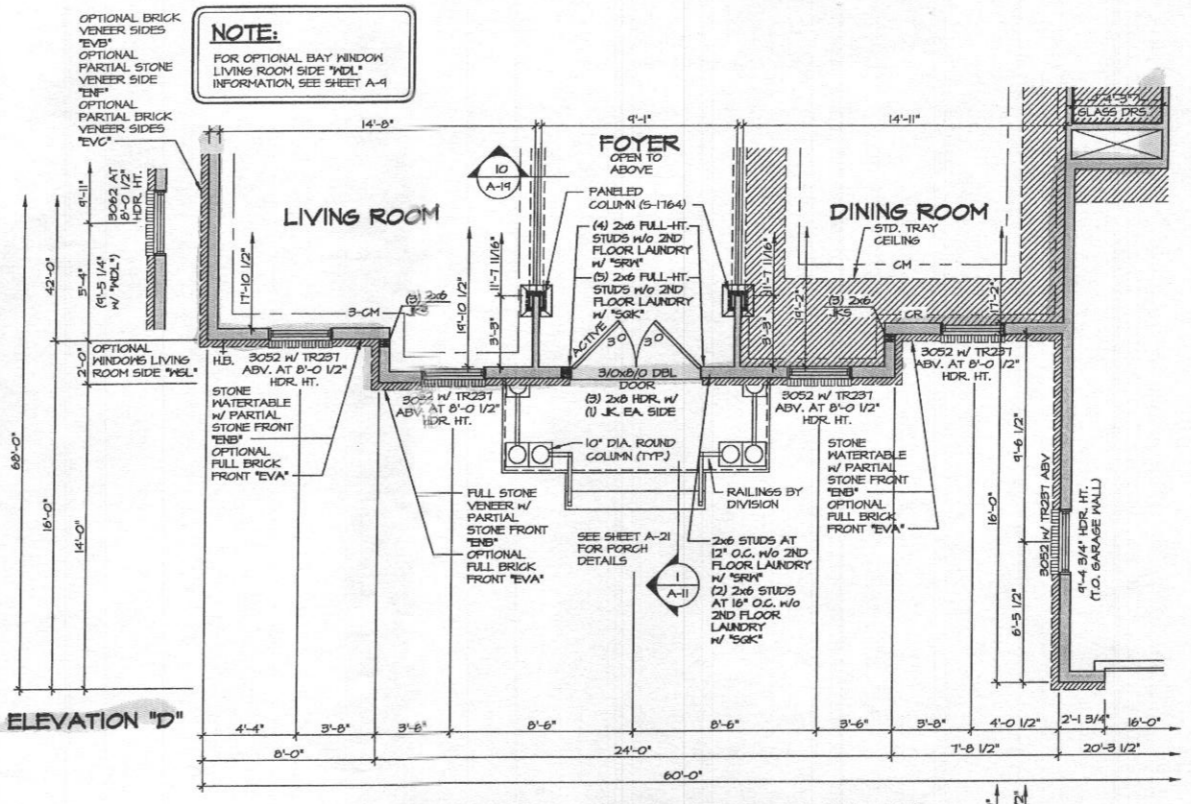 OPTIONAL BRICK
VENEER SIDES
"EVB"
OPTIONAL
PARTIAL STONE
VENEER SIDE
"ENF"
OPTIONAL
PARTIAL BRICK
VENEER SIDES
"EVC"
NOTE:
FOR OPTIONAL BAY WINDOW
LIVING ROOM SIDE "WDL"
INFORMATION, SEE SHEET A-9
14'-8"
9'-1"
14'-11"
GLASS DRS.
FOYER
OPEN TO
ABOVE
10
A-19
PANELED
COLUMN (S-1764)
LIVING ROOM
DINING ROOM
STD. TRAY
CEILING
CM
(4) 2x6 FULL-HT.
STUDS W/o 2ND
FLOOR LAUNDRY
W/ "SRW"
(5) 2x6 FULL-HT.
STUDS W/o 2ND
FLOOR LAUNDRY
W/ "SGK"
9'-11"
3062 AT
8'-0 1/2"
HDR. HT.
5'-4"
(9'-5 1/4"
W/ "WDL")
42'-0"
2'-0"
68'-0"
16'-0"
14'-0"
17'-10 1/2"
19'-10 1/2"
11'-7 11/16"
3'-3"
11'-7 11/16"
3'-3"
19'-2"
17'-2"
3-CM
(3) 2x6
(3) 2x6
JKS
CR
ACTIVE
30
30
3/0x8/0 DBL
DOOR
(3) 2x8 HDR. W/
(1) JK. EA. SIDE
OPTIONAL
WINDOWS LIVING
ROOM SIDE "WSL"
H.B.
3052 W/ TR237
ABV. AT 8'-0 1/2"
HDR. HT.
3052 W/ TR237
ABV. AT 8'-0 1/2"
HDR. HT.
3052 W/ TR237
ABV. AT 8'-0 1/2"
HDR. HT.
3052 W/ TR237
ABV. AT 8'-0 1/2"
HDR. HT.
STONE
WATERTABLE
W/ PARTIAL
STONE FRONT
"ENB"
OPTIONAL
FULL BRICK
FRONT "EVA"
10" DIA. ROUND
COLUMN (TYP.)
FULL STONE
VENEER W/
PARTIAL
STONE FRONT
"ENB"
OPTIONAL
FULL BRICK
FRONT "EVA"
RAILINGS BY
DIVISION
SEE SHEET A-21
FOR PORCH
DETAILS
1
A-11
2x6 STUDS AT
12" O.C. W/o 2ND
FLOOR LAUNDRY
W/ "SRW"
(2) 2x6 STUDS
AT 16" O.C. W/o
2ND FLOOR
LAUNDRY
W/ "SGK"
STONE
WATERTABLE
W/ PARTIAL
STONE FRONT
"ENB"
OPTIONAL
FULL BRICK
FRONT "EVA"
9'-6 1/2"
16'-0"
6'-5 1/2"
3052 W/ TR237 ABV
9'-4 3/4" HDR. HT.
(T.O. GARAGE WALL)
ELEVATION "D"
4'-4"
3'-8"
3'-6"
8'-6"
8'-6"
3'-6"
3'-8"
4'-0 1/2"
2'-1 3/4"
16'-0"
8'-0"
24'-0"
7'-8 1/2"
20'-3 1/2"
60'-0"